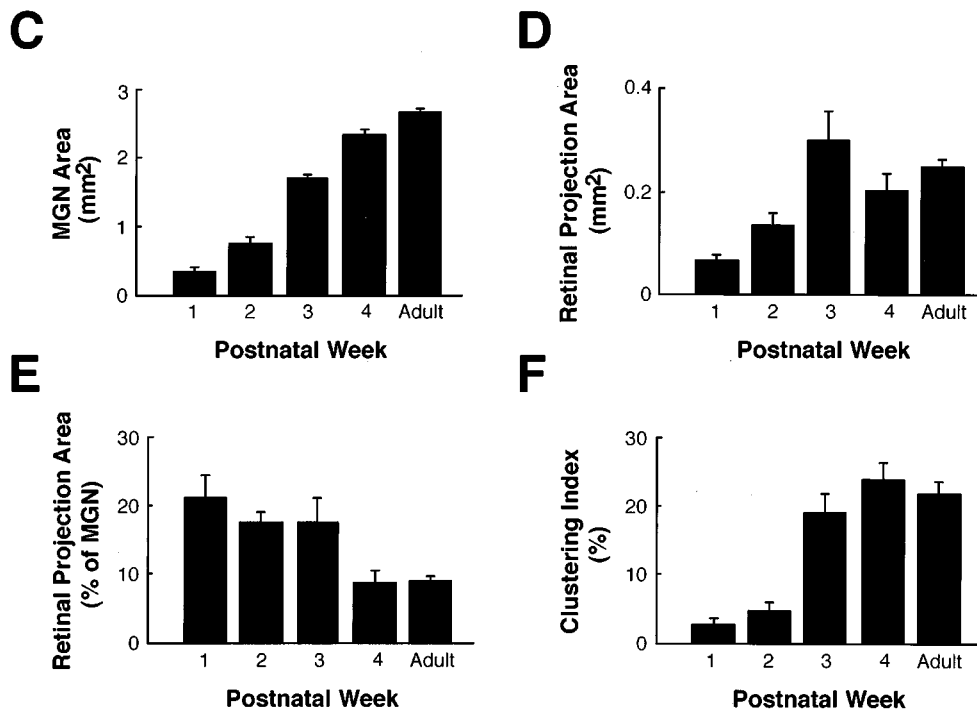 C
MGN Area
(mm2)
3
2
1
0
1 2 3 4 Adult
Postnatal Week
D
Retinal Projection Area
(mm2)
0.4
0.2
0
1 2 3 4 Adult
Postnatal Week
E
Retinal Projection Area
(% of MGN)
30
20
10
0
1 2 3 4 Adult
Postnatal Week
F
Clustering Index
(%)
30
20
10
0
1 2 3 4 Adult
Postnatal Week